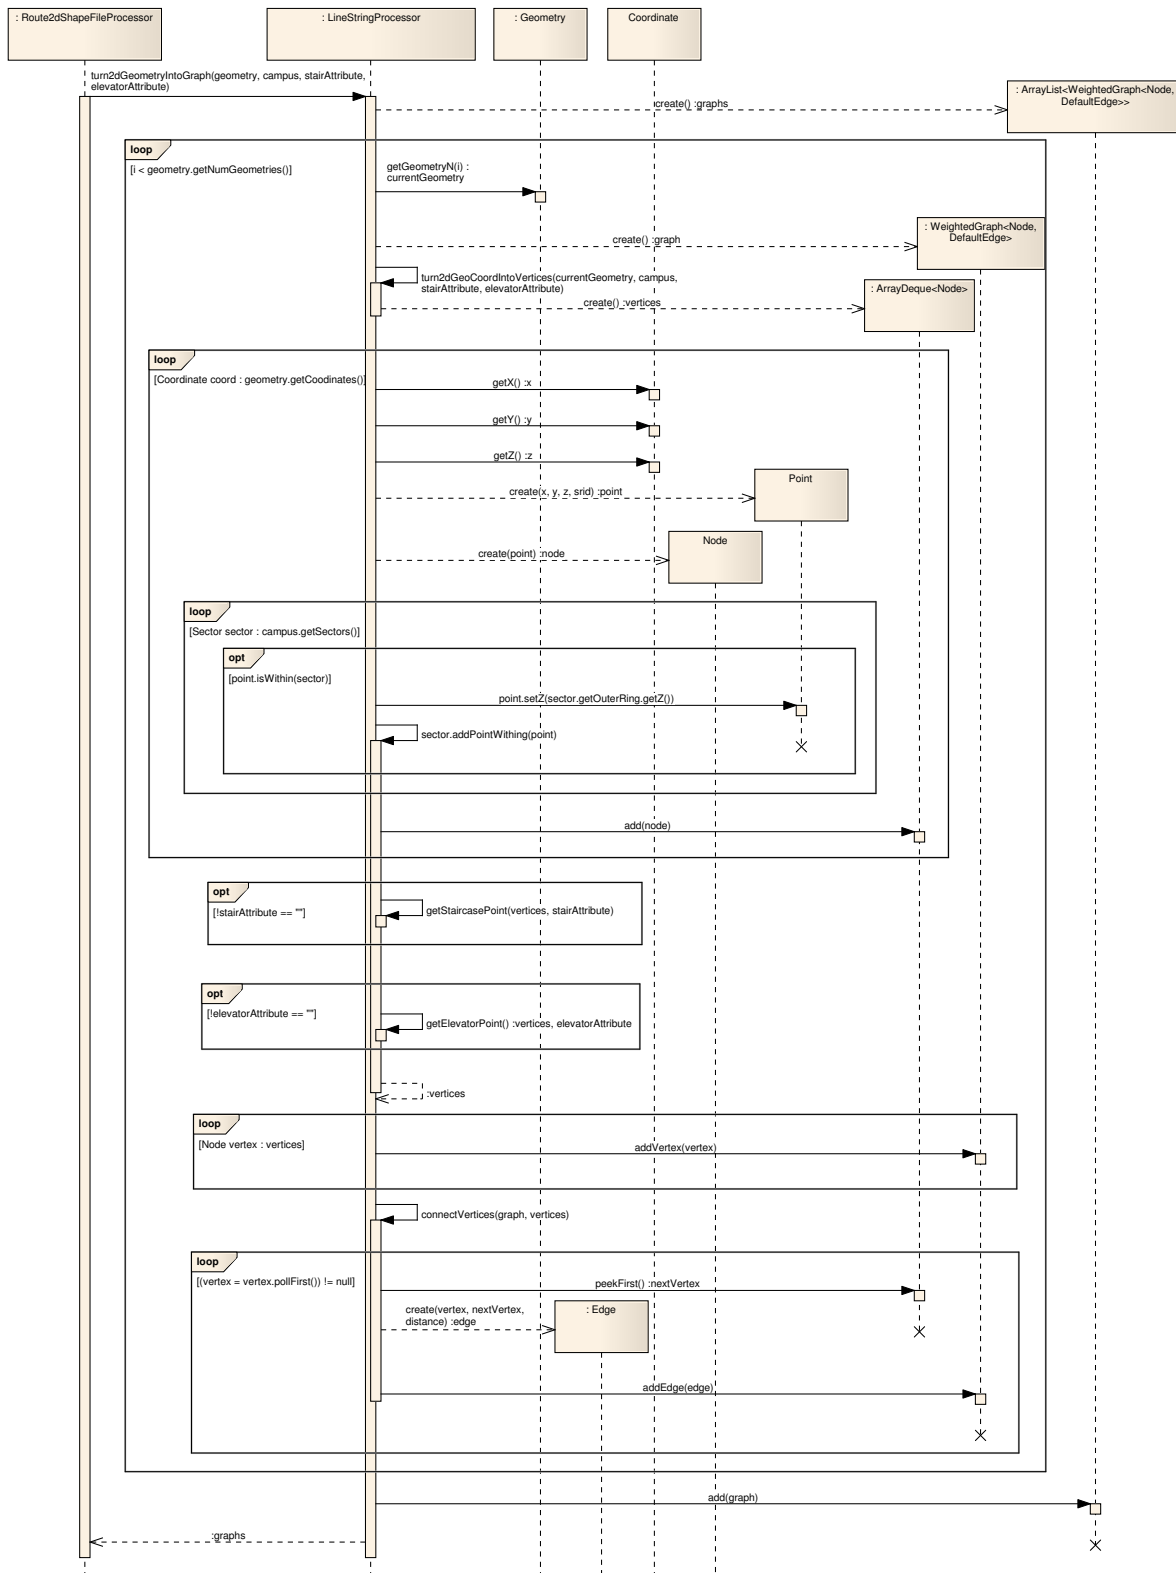 : Route2dShapeFileProcessor
: LineStringProcessor
: Geometry
Coordinate
turn2dGeometryIntoGraph(geometry, campus, stairAttribute,
elevatorAttribute)
: ArrayList<WeightedGraph<Node,
DefaultEdge>>
create() :graphs
loop
[i < geometry.getNumGeometries()]
getGeometryN(i) :
currentGeometry
: WeightedGraph<Node,
DefaultEdge>
create() :graph
turn2dGeoCoordIntoVertices(currentGeometry, campus,
stairAttribute, elevatorAttribute)
: ArrayDeque<Node>
create() :vertices
loop
[Coordinate coord : geometry.getCoodinates()]
getX() :x
getY() :y
getZ() :z
Point
create(x, y, z, srid) :point
Node
create(point) :node
loop
[Sector sector : campus.getSectors()]
opt
[point.isWithin(sector)]
point.setZ(sector.getOuterRing.getZ())
sector.addPointWithing(point)
add(node)
opt
[!stairAttribute == ""]
getStaircasePoint(vertices, stairAttribute)
opt
[!elevatorAttribute == ""]
getElevatorPoint() :vertices, elevatorAttribute
:vertices
loop
[Node vertex : vertices]
addVertex(vertex)
connectVertices(graph, vertices)
loop
[(vertex = vertex.pollFirst()) != null]
peekFirst() :nextVertex
create(vertex, nextVertex,
distance) :edge
: Edge
addEdge(edge)
add(graph)
:graphs